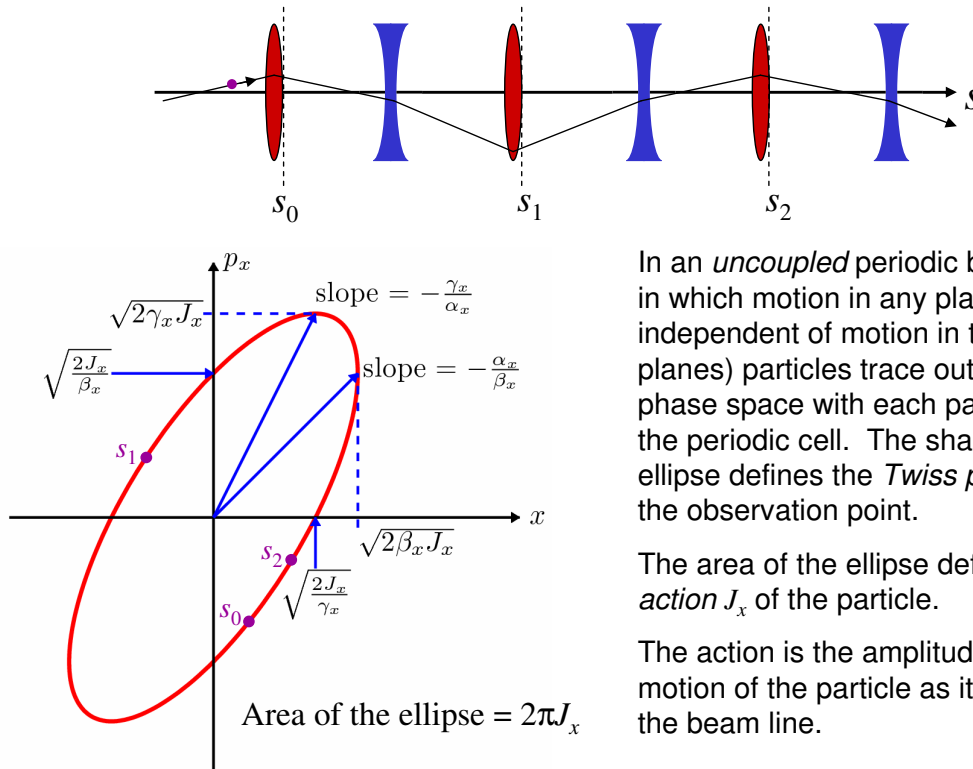 s
s₀
s₁
s₂
pₓ
slope = −γₓ/αₓ
√2γₓJₓ
√(2Jₓ/βₓ)
slope = −αₓ/βₓ
s₁
x
√2βₓJₓ
s₂
√(2Jₓ/γₓ)
s₀
Area of the ellipse = 2πJₓ
In an uncoupled periodic b
in which motion in any pla
independent of motion in t
planes) particles trace out
phase space with each pa
the periodic cell. The sha
ellipse defines the Twiss p
the observation point.
The area of the ellipse def
action Jₓ of the particle.
The action is the amplitud
motion of the particle as it
the beam line.